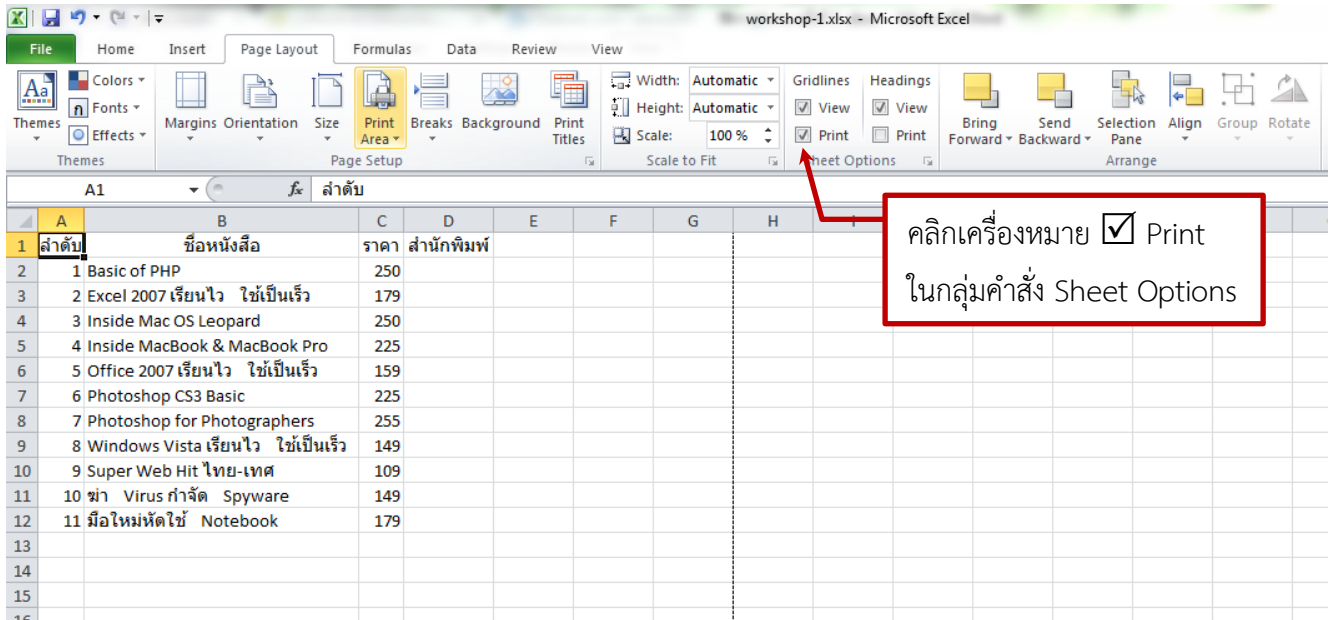 workshop-1.xlsx - Microsoft Excel
File Home Insert Page Layout Formulas Data Review View
Colors Width: Automatic Gridlines Headings
Fonts Height: Automatic View View
Themes Effects Margins Orientation Size Print Area Breaks Background Print Titles Scale: 100 % Print Print Bring Forward Send Backward Selection Pane Align Group Rotate
Themes Page Setup Scale to Fit Sheet Options Arrange
A1 fx ลำดับ
A B C D E F G H I
1 ลำดับ ชื่อหนังสือ ราคา สำนักพิมพ์
2 1 Basic of PHP 250
3 2 Excel 2007 เรียนไว ใช้เป็นเร็ว 179
4 3 Inside Mac OS Leopard 250
5 4 Inside MacBook & MacBook Pro 225
6 5 Office 2007 เรียนไว ใช้เป็นเร็ว 159
7 6 Photoshop CS3 Basic 225
8 7 Photoshop for Photographers 255
9 8 Windows Vista เรียนไว ใช้เป็นเร็ว 149
10 9 Super Web Hit ไทย-เทศ 109
11 10 ฆ่า Virus กำจัด Spyware 149
12 11 มือใหม่หัดใช้ Notebook 179
13
14
15
16
คลิกเครื่องหมาย ☑ Print
ในกลุ่มคำสั่ง Sheet Options